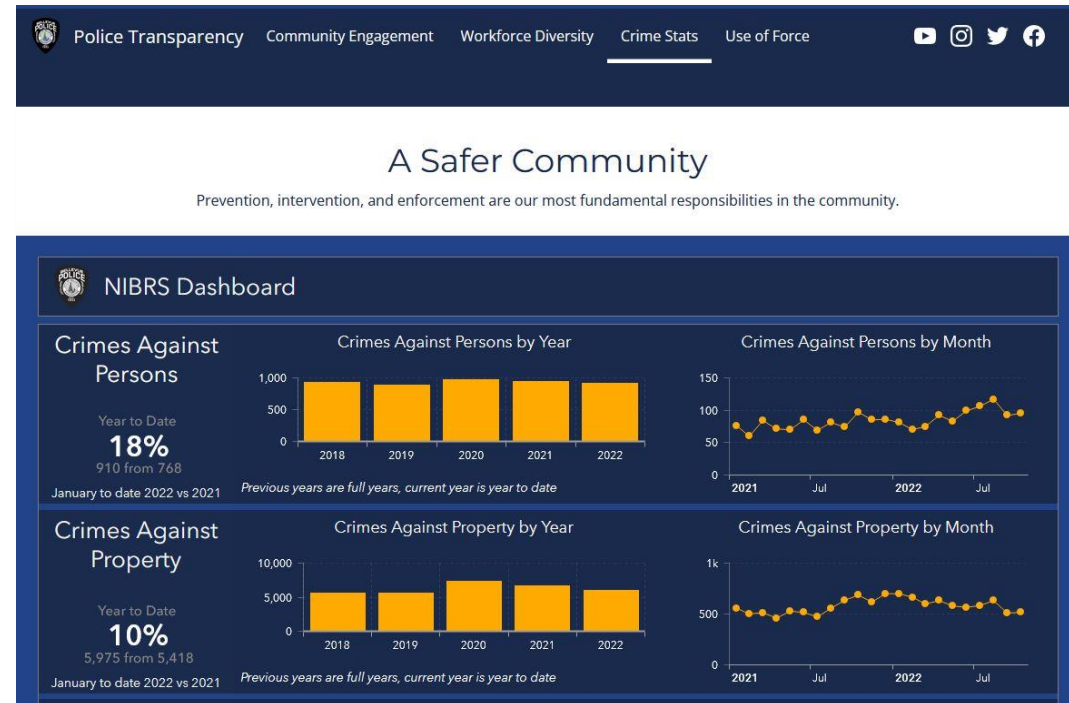 Police Transparency Community Engagement Workforce Diversity Crime Stats Use of Force
A Safer Community
Prevention, intervention, and enforcement are our most fundamental responsibilities in the community.
POLICE
NIBRS Dashboard
Crimes Against
Persons
Year to Date
18%
910 from 768
January to date 2022 vs 2021
Crimes Against Persons by Year
1,000
500
0
2018 2019 2020 2021 2022
Previous years are full years, current year is year to date
Crimes Against Persons by Month
150
100
50
0
2021 Jul 2022 Jul
Crimes Against
Property
Year to Date
10%
5,975 from 5,418
January to date 2022 vs 2021
Crimes Against Property by Year
10,000
5,000
0
2018 2019 2020 2021 2022
Previous years are full years, current year is year to date
Crimes Against Property by Month
1k
500
0
2021 Jul 2022 Jul